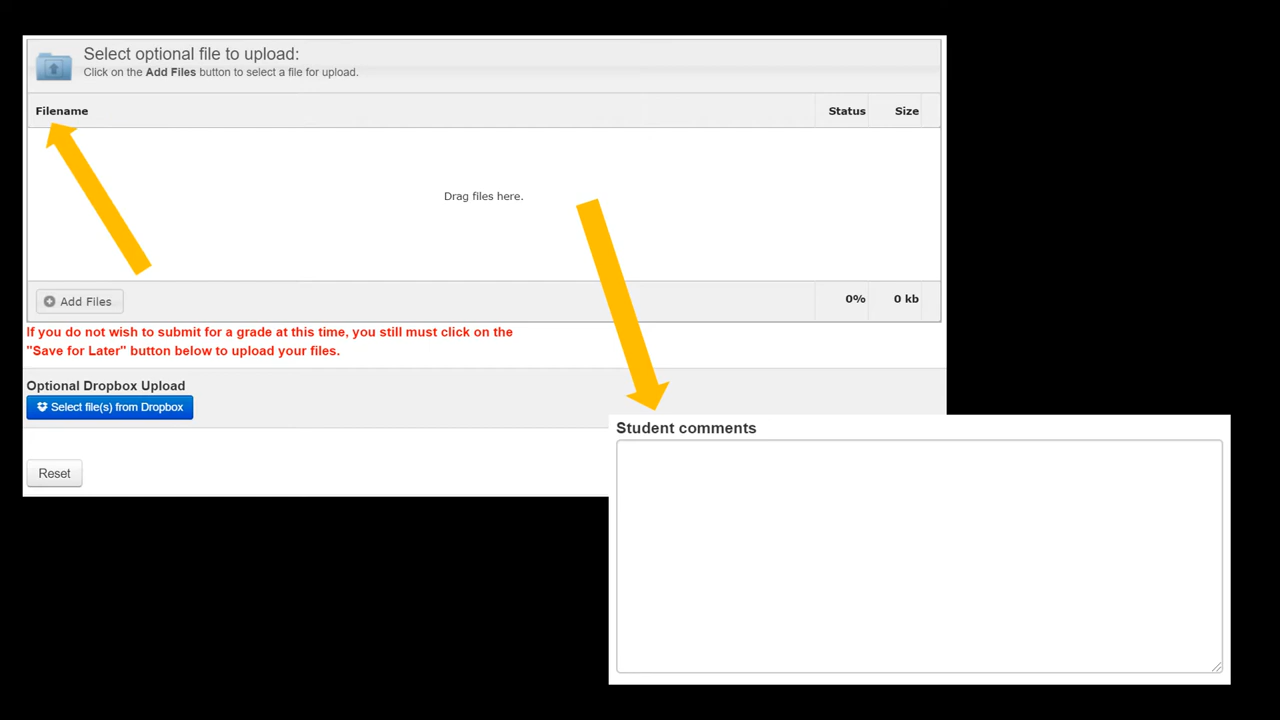 Select optional file to upload:
Click on the Add Files button to select a file for upload.
Filename Status Size
Drag files here.
Add Files 0% 0 kb
If you do not wish to submit for a grade at this time, you still must click on the
"Save for Later" button below to upload your files.
Optional Dropbox Upload
Select file(s) from Dropbox
Student comments
Reset